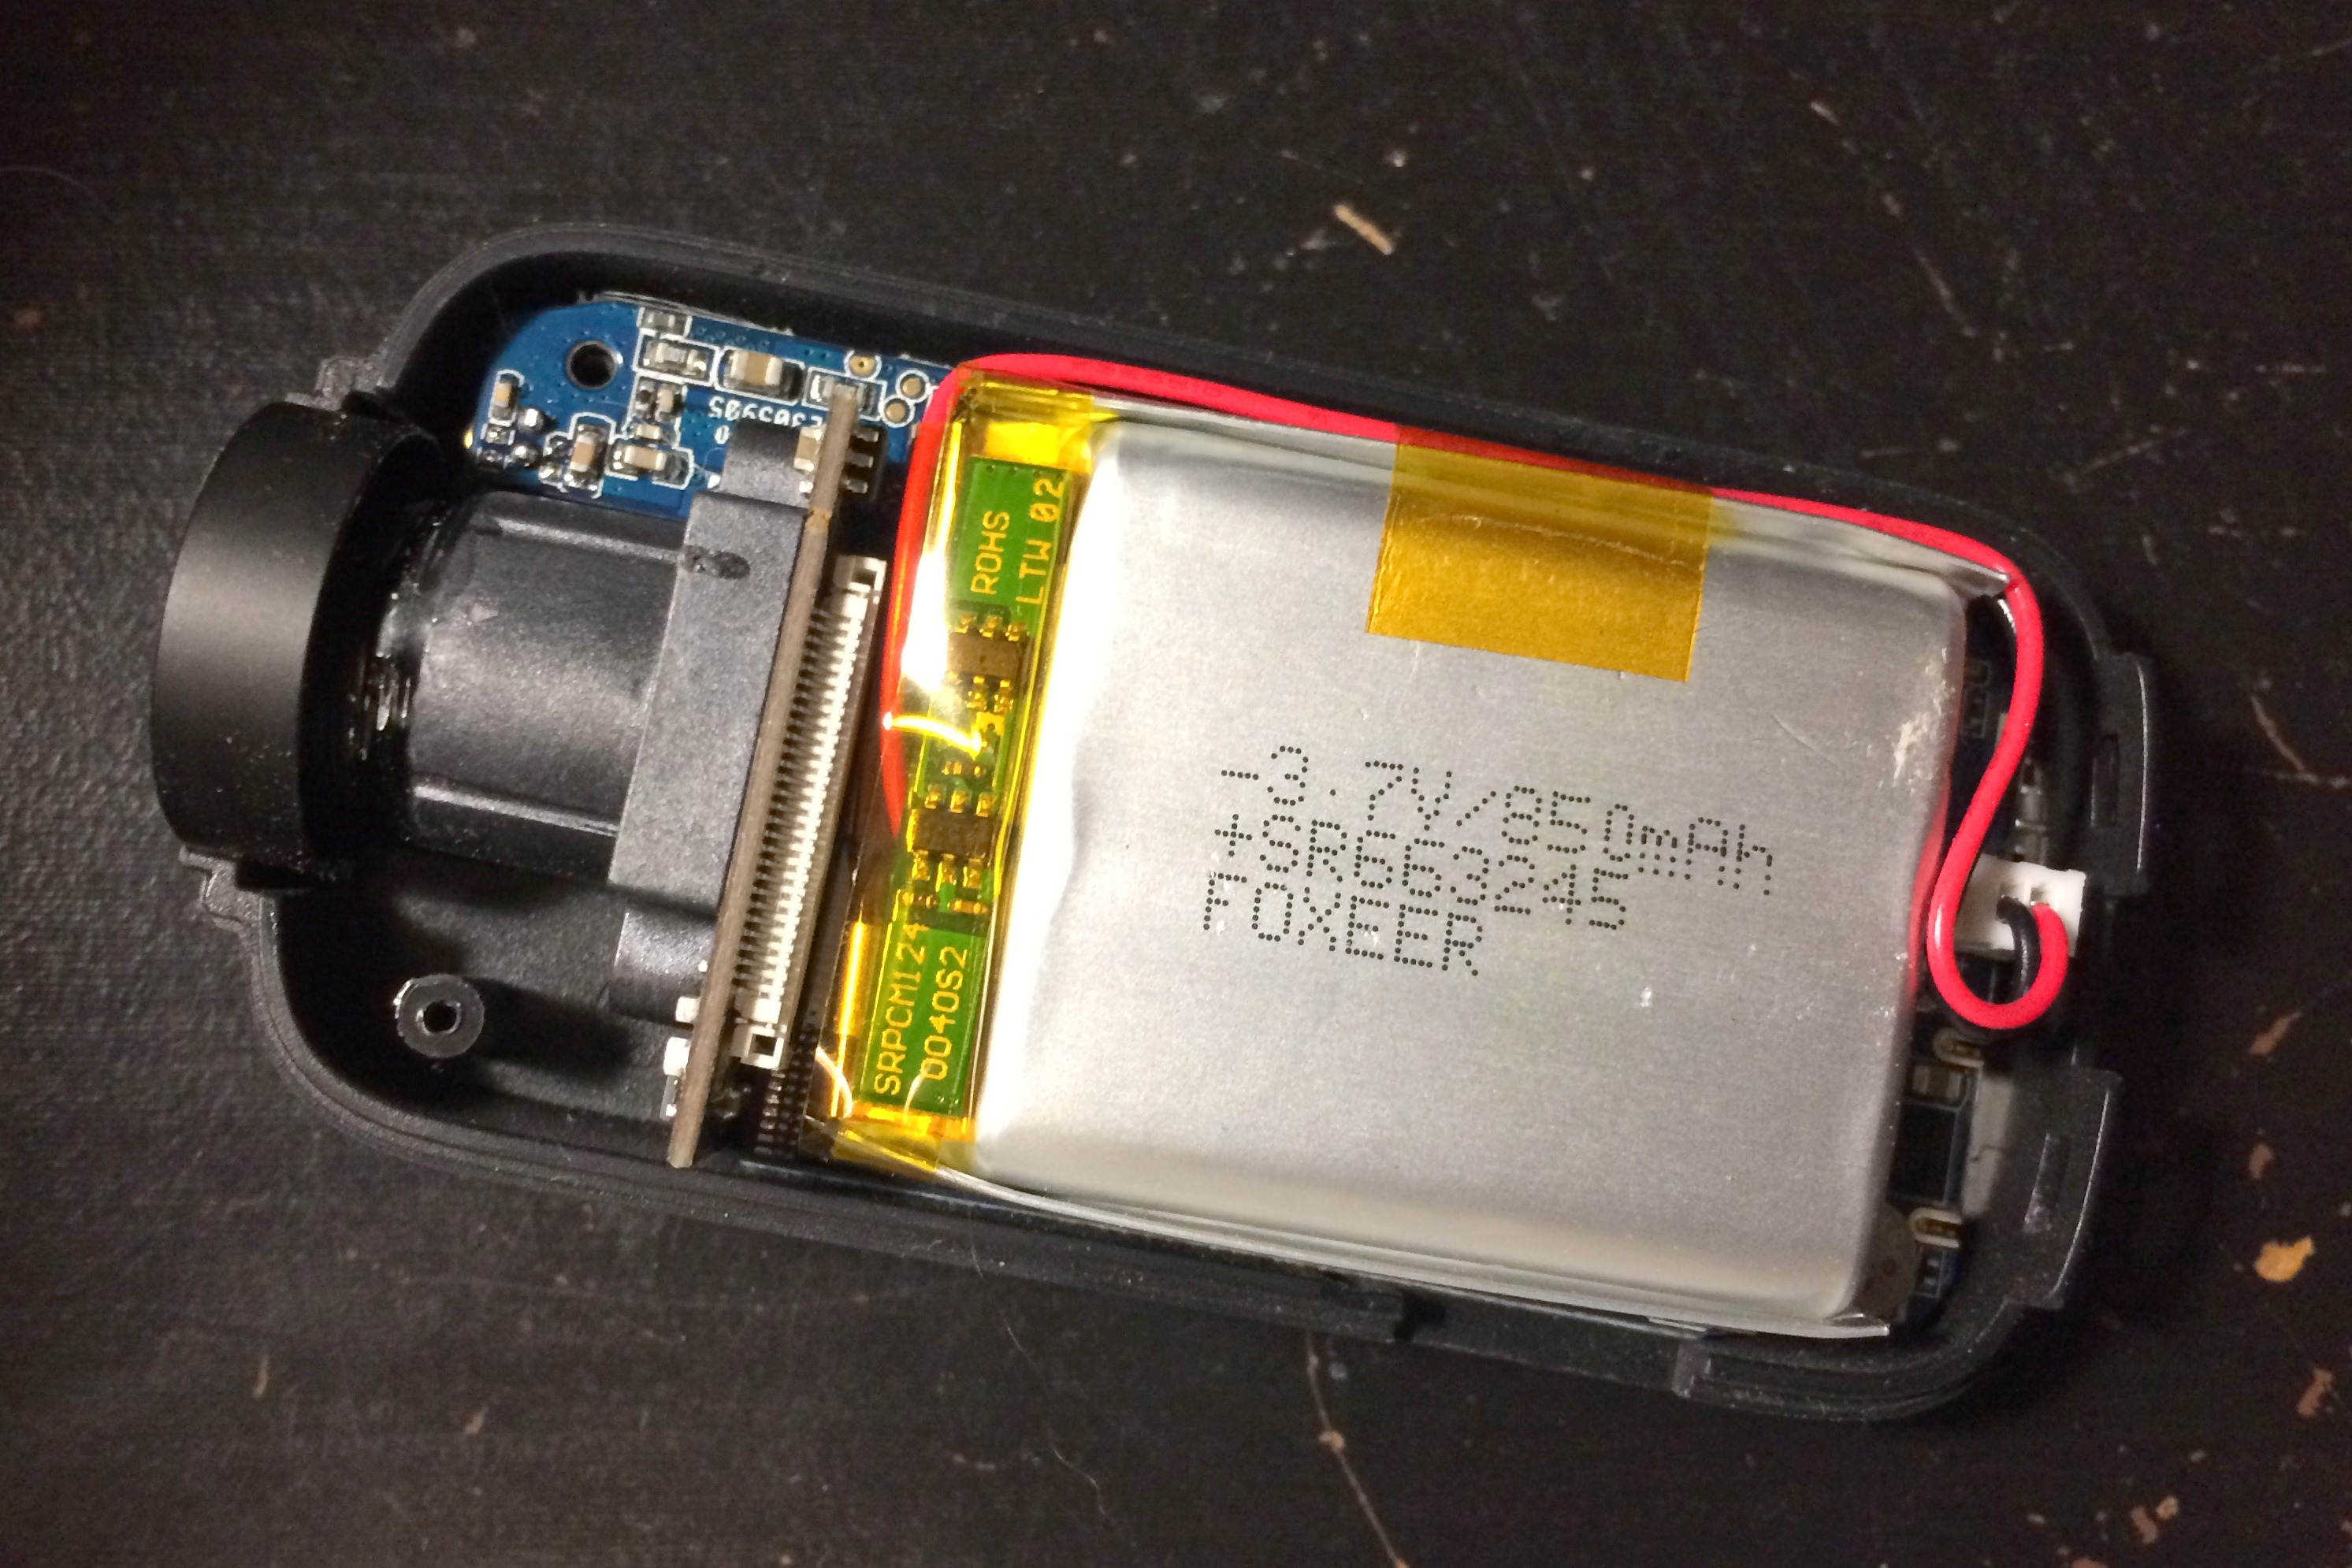 -3.7V/850mAh
+SR663245
FOXEER
ROHS
LTW 02
SRPCM124
0040S2